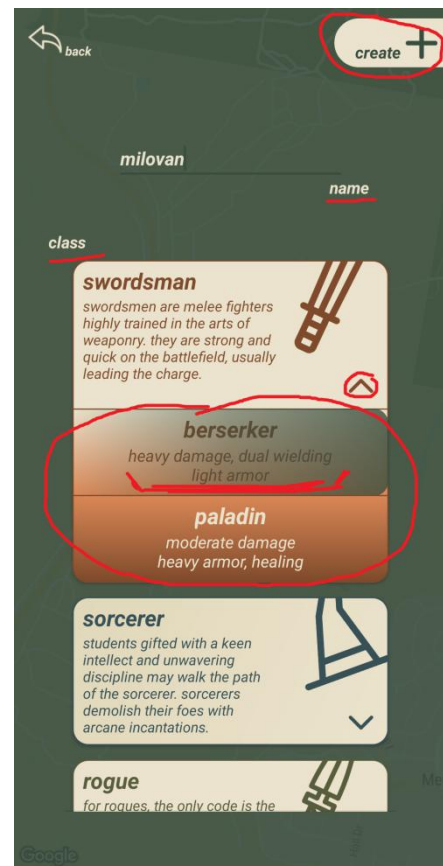 back
create
milovan
name
class
swordsman
swordsmen are melee fighters
highly trained in the arts of
weaponry. they are strong and
quick on the battlefield, usually
leading the charge.
berserker
heavy damage, dual wielding
light armor
paladin
moderate damage
heavy armor, healing
sorcerer
students gifted with a keen
intellect and unwavering
discipline may walk the path
of the sorcerer. sorcerers
demolish their foes with
arcane incantations.
rogue
for rogues, the only code is the
Me
Google